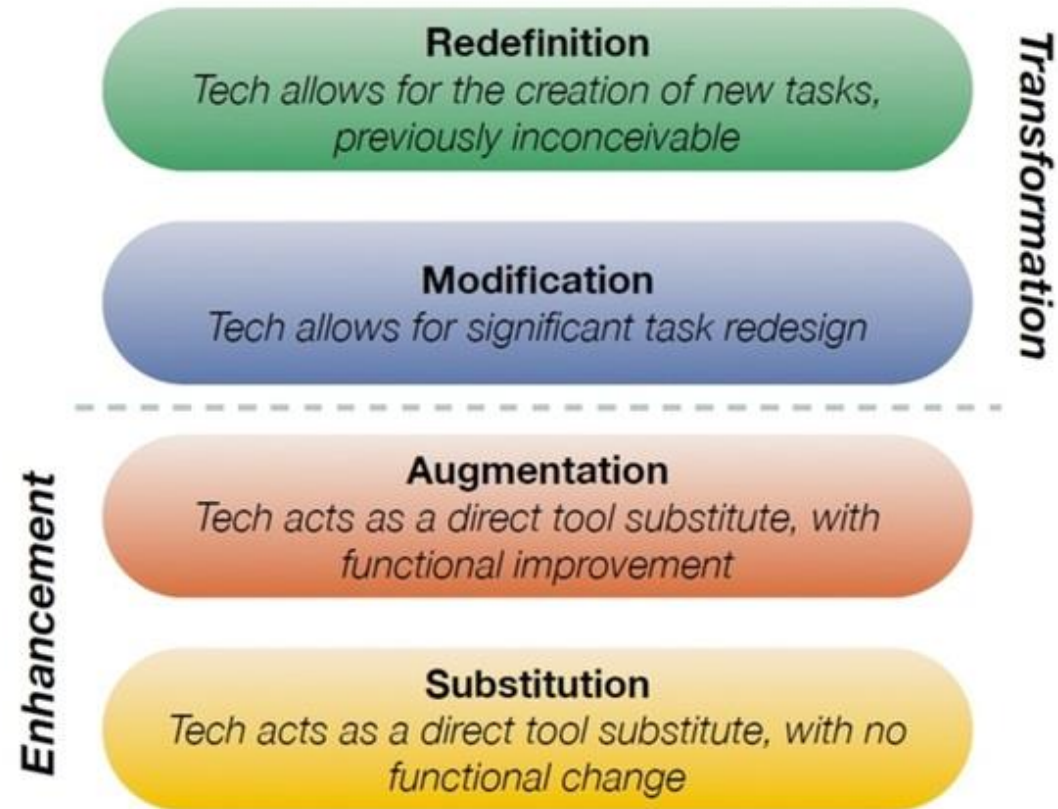 Redefinition
Tech allows for the creation of new tasks,
previously inconceivable
Transformation
Modification
Tech allows for significant task redesign
Augmentation
Tech acts as a direct tool substitute, with
functional improvement
Enhancement
Substitution
Tech acts as a direct tool substitute, with no
functional change